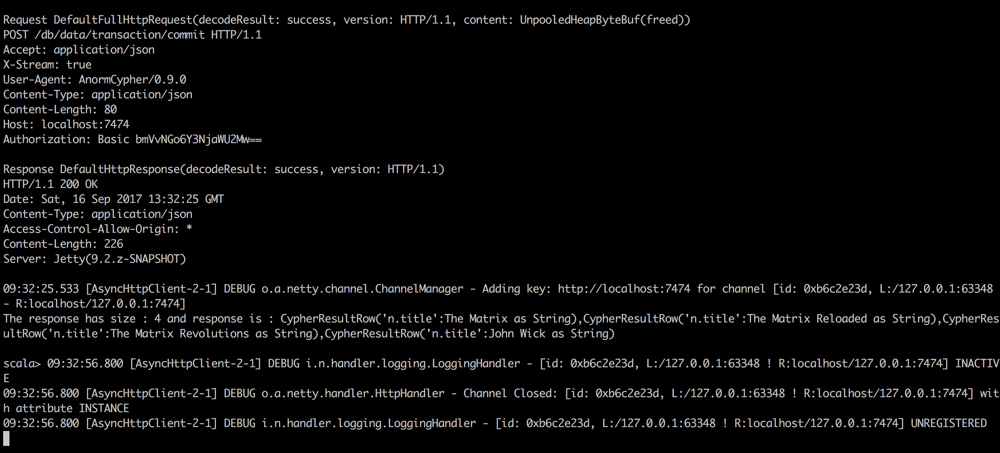 Request DefaultFullHttpRequest(decodeResult: success, version: HTTP/1.1, content: UnpooledHeapByteBuf(freed))
POST /db/data/transaction/commit HTTP/1.1
Accept: application/json
X-Stream: true
User-Agent: AnormCypher/0.9.0
Content-Type: application/json
Content-Length: 80
Host: localhost:7474
Authorization: Basic bmVvNGo6Y3NjaWU2Mw==

Response DefaultHttpResponse(decodeResult: success, version: HTTP/1.1)
HTTP/1.1 200 OK
Date: Sat, 16 Sep 2017 13:32:25 GMT
Content-Type: application/json
Access-Control-Allow-Origin: *
Content-Length: 226
Server: Jetty(9.2.z-SNAPSHOT)

09:32:25.533 [AsyncHttpClient-2-1] DEBUG o.a.netty.channel.ChannelManager - Adding key: http://localhost:7474 for channel [id: 0xb6c2e23d, L:/127.0.0.1:63348
- R:localhost/127.0.0.1:7474]
The response has size : 4 and response is : CypherResultRow('n.title':The Matrix as String),CypherResultRow('n.title':The Matrix Reloaded as String),CypherRes
ultRow('n.title':The Matrix Revolutions as String),CypherResultRow('n.title':John Wick as String)

scala> 09:32:56.800 [AsyncHttpClient-2-1] DEBUG i.n.handler.logging.LoggingHandler - [id: 0xb6c2e23d, L:/127.0.0.1:63348 ! R:localhost/127.0.0.1:7474] INACTIV
E
09:32:56.800 [AsyncHttpClient-2-1] DEBUG o.a.netty.handler.HttpHandler - Channel Closed: [id: 0xb6c2e23d, L:/127.0.0.1:63348 ! R:localhost/127.0.0.1:7474] wit
h attribute INSTANCE
09:32:56.800 [AsyncHttpClient-2-1] DEBUG i.n.handler.logging.LoggingHandler - [id: 0xb6c2e23d, L:/127.0.0.1:63348 ! R:localhost/127.0.0.1:7474] UNREGISTERED